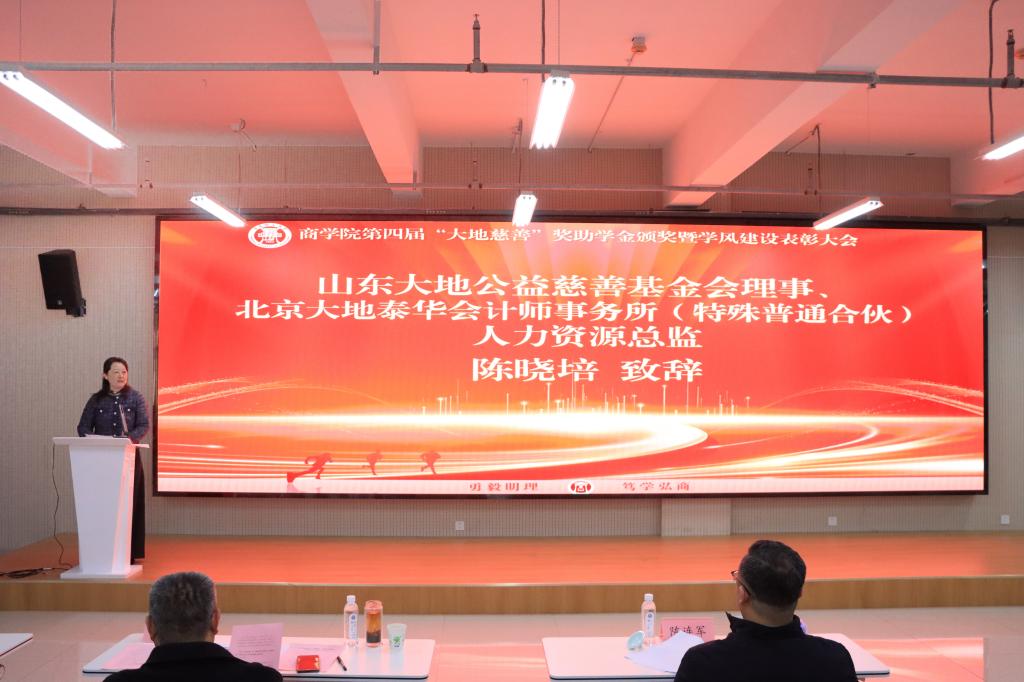 商学院第四届“大地慈善”奖助学金颁奖暨学风建设表彰大会
山东大地公益慈善基金会理事、
北京大地泰华会计师事务所（特殊普通合伙）
人力资源总监
陈晓培 致辞
勇毅明理 笃学弘商
陈连军